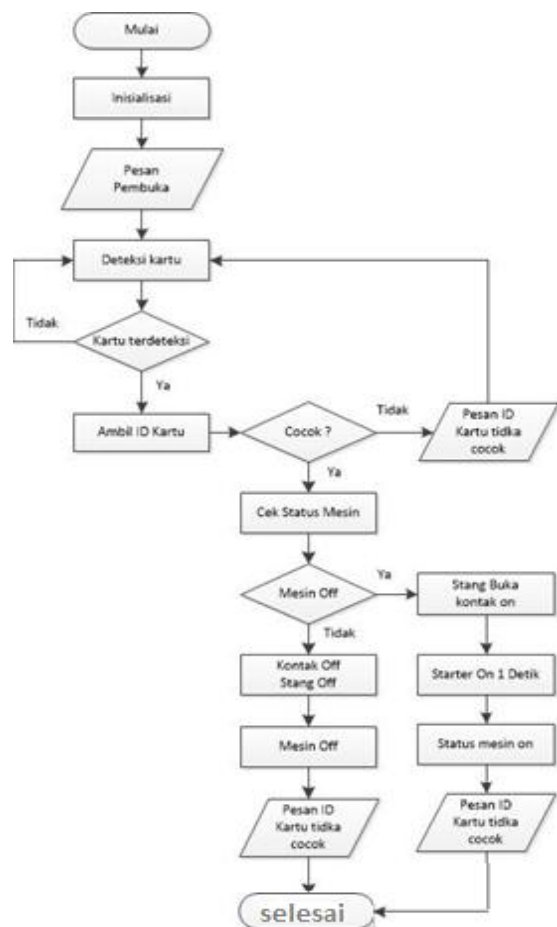 Mulai
Inisialisasi
Pesan
Pembuka
Deteksi kartu
Tidak
Kartu terdeteksi
Ya
Ambil ID Kartu
Cocok ?
Tidak
Pesan ID
Kartu tidka
cocok
Ya
Cek Status Mesin
Mesin Off
Ya
Stang Buka
kontak on
Tidak
Kontak Off
Stang Off
Starter On 1 Detik
Mesin Off
Status mesin on
Pesan ID
Kartu tidka
cocok
Pesan ID
Kartu tidka
cocok
selesai